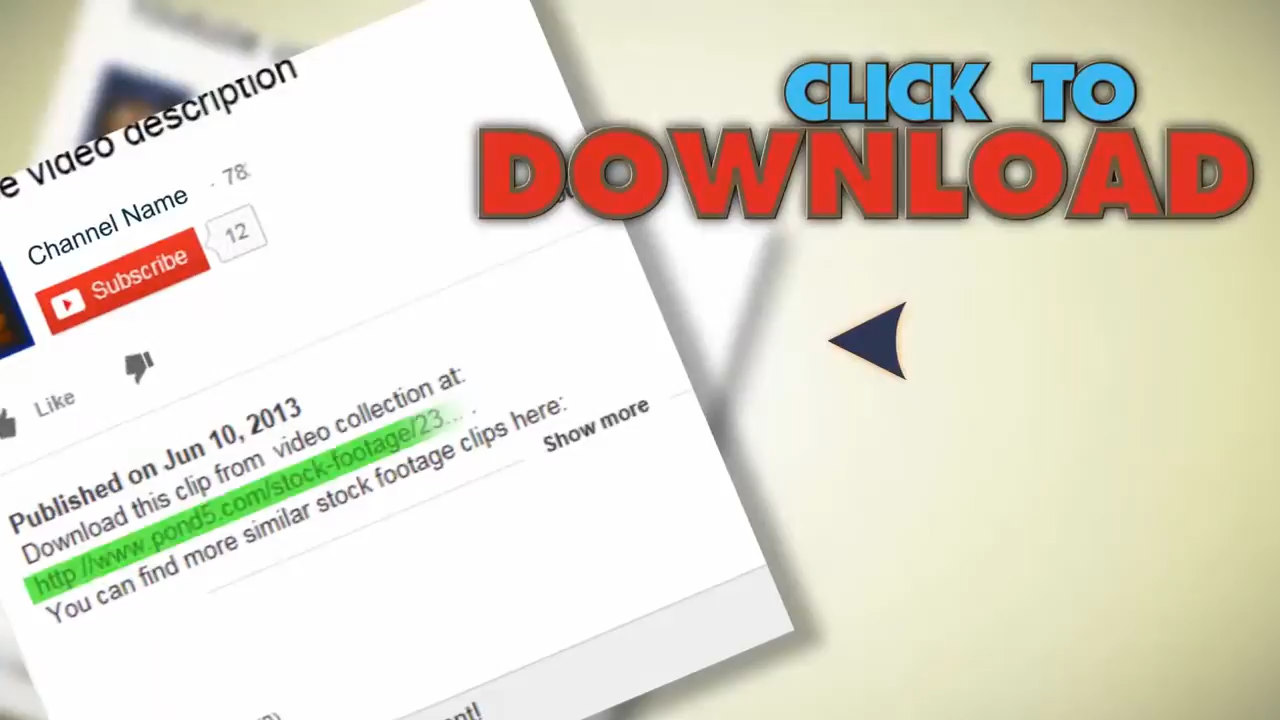 CLICK TO
DOWNLOAD
e video description
Channel Name
78
Subscribe
12
Like
Published on Jun 10, 2013
Download this clip from video collection at:
http://www.pond5.com/stock-footage/23...
You can find more similar stock footage clips here:
Show more